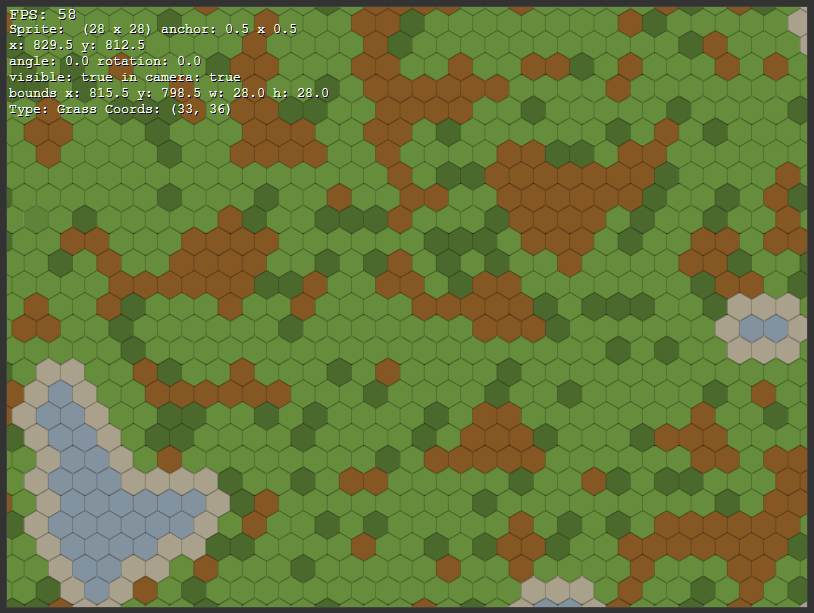 FPS: 58
Sprite:  (28 x 28) anchor: 0.5 x 0.5
x: 829.5 y: 812.5
angle: 0.0 rotation: 0.0
visible: true in camera: true
bounds x: 815.5 y: 798.5 w: 28.0 h: 28.0
Type: Grass Coords: (33, 36)